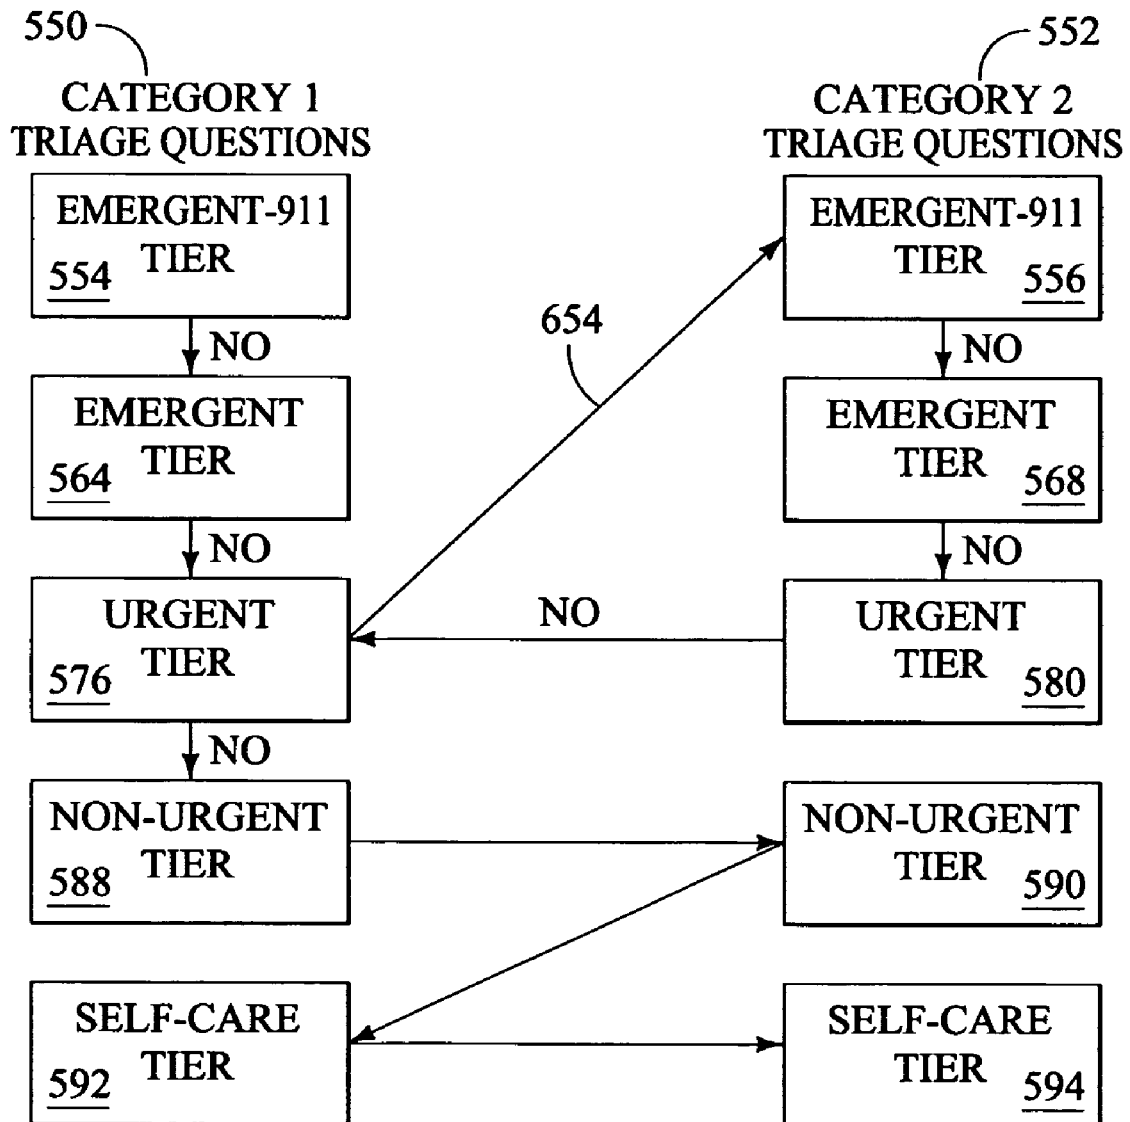 550
552
CATEGORY 1
TRIAGE QUESTIONS
CATEGORY 2
TRIAGE QUESTIONS
EMERGENT-911
TIER
554
EMERGENT-911
TIER
556
654
NO
NO
EMERGENT
TIER
564
EMERGENT
TIER
568
NO
NO
URGENT
TIER
576
NO
URGENT
TIER
580
NO
NON-URGENT
TIER
588
NON-URGENT
TIER
590
SELF-CARE
TIER
592
SELF-CARE
TIER
594